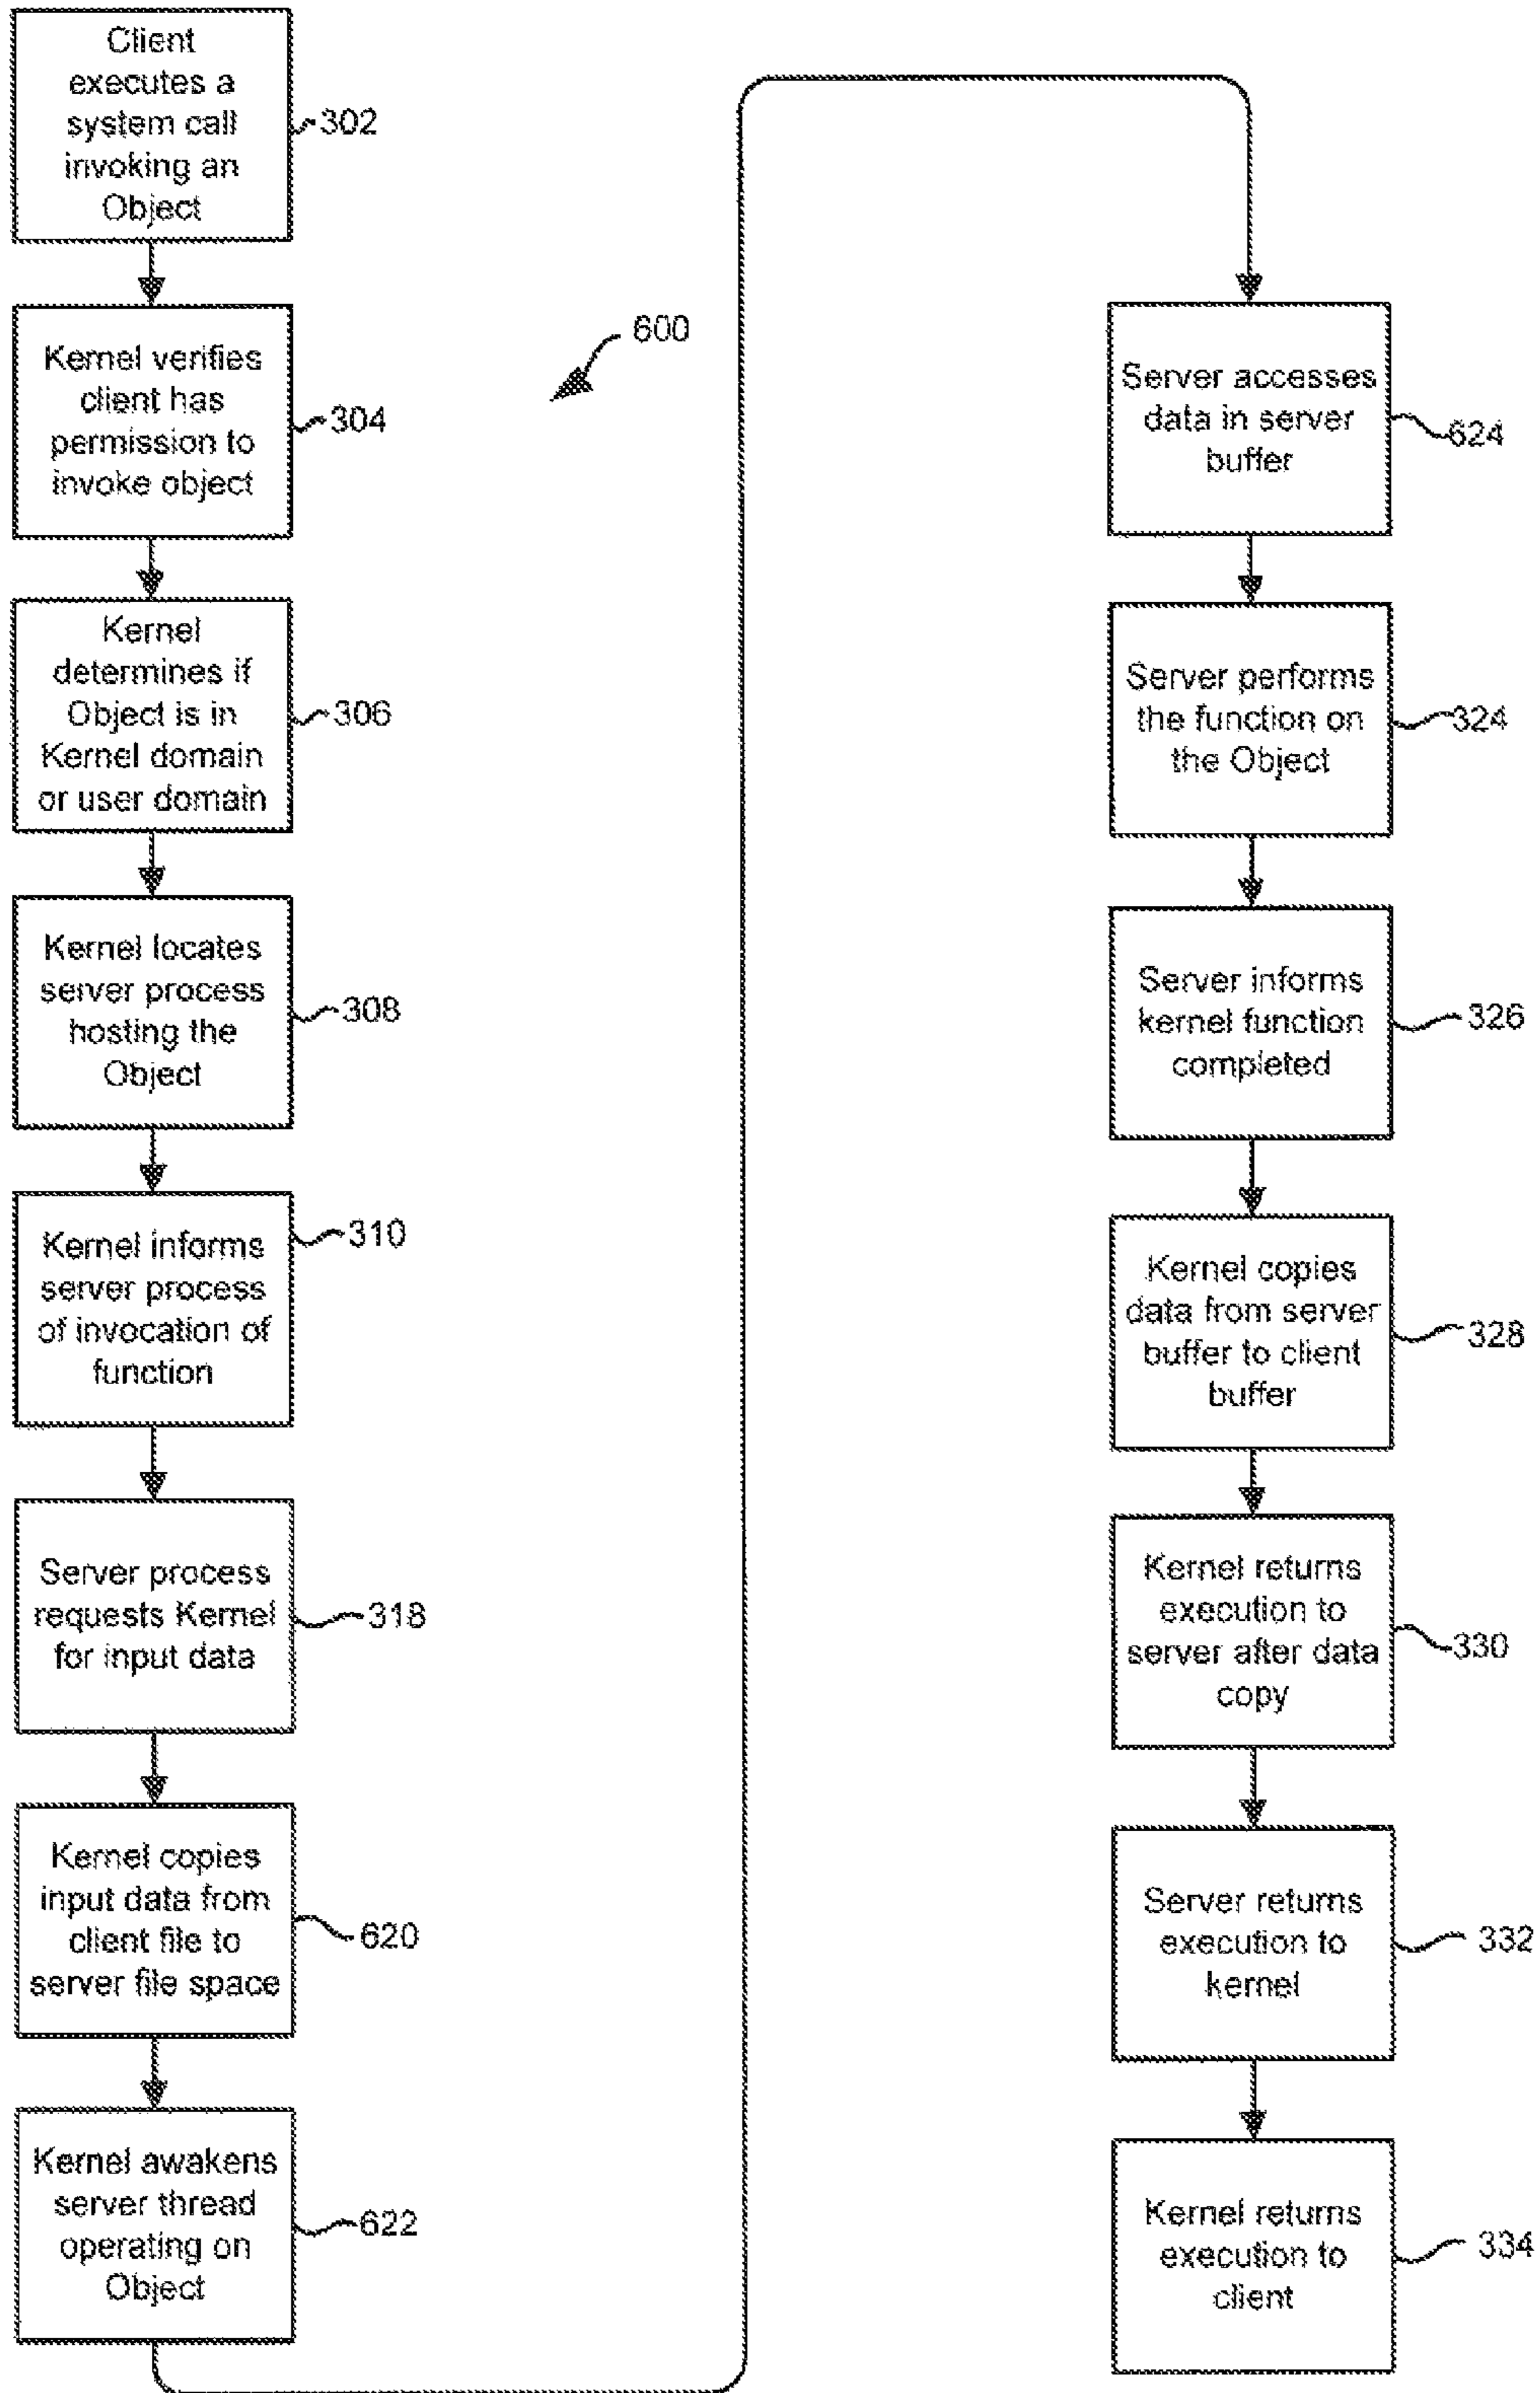 Client
executes a
system call
invoking an
Object
302
Kernel verifies
client has
permission to
invoke object
304
Kernel
determines if
Object is in
Kernel domain
or user domain
306
Kernel locates
server process
hosting the
Object
308
Kernel informs
server process
of invocation of
function
310
Server process
requests Kernel
for input data
318
Kernel copies
input data from
client file to
server file space
620
Kernel awakens
server thread
operating on
Object
622
600
Server accesses
data in server
buffer
624
Server performs
the function on
the Object
324
Server informs
kernel function
completed
326
Kernel copies
data from server
buffer to client
buffer
328
Kernel returns
execution to
server after data
copy
330
Server returns
execution to
kernel
332
Kernel returns
execution to
client
334